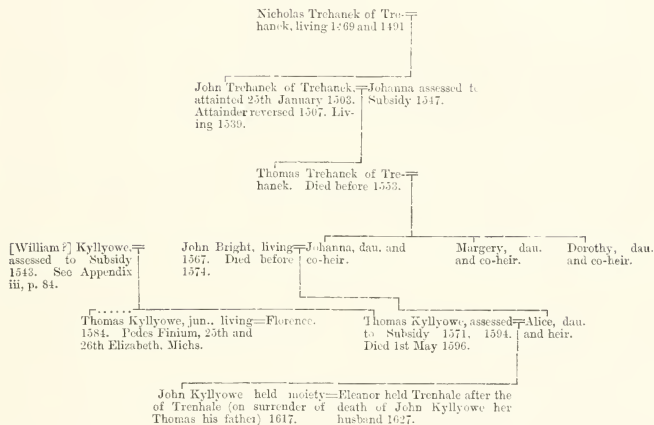 Nicholas Trehanek of Tre-
hanek, living 1469 and 1491
John Trehanek of Trehanek,
attainted 25th January 1503.
Attainder reversed 1507. Liv-
ing 1539.
Johanna assessed to
Subsidy 1547.
Thomas Trehanek of Tre-
hanek. Died before 1553.
[William?] Kyllyowe,
assessed to Subsidy
1543. See Appendix
iii, p. 84.
John Bright, living
1567. Died before
1574.
Johanna, dau. and
co-heir.
Margery, dau.
and co-heir.
Dorothy, dau.
and co-heir.
Thomas Kyllyowe, jun., living
1584. Pedes Finium, 25th and
26th Elizabeth, Michs.
Florence.
Thomas Kyllyowe, assessed
to Subsidy 1571, 1594.
Died 1st May 1596.
Alice, dau.
and heir.
John Kyllyowe held moiety
of Trenhale (on surrender of
Thomas his father) 1617.
Eleanor held Trenhale after the
death of John Kyllyowe her
husband 1627.